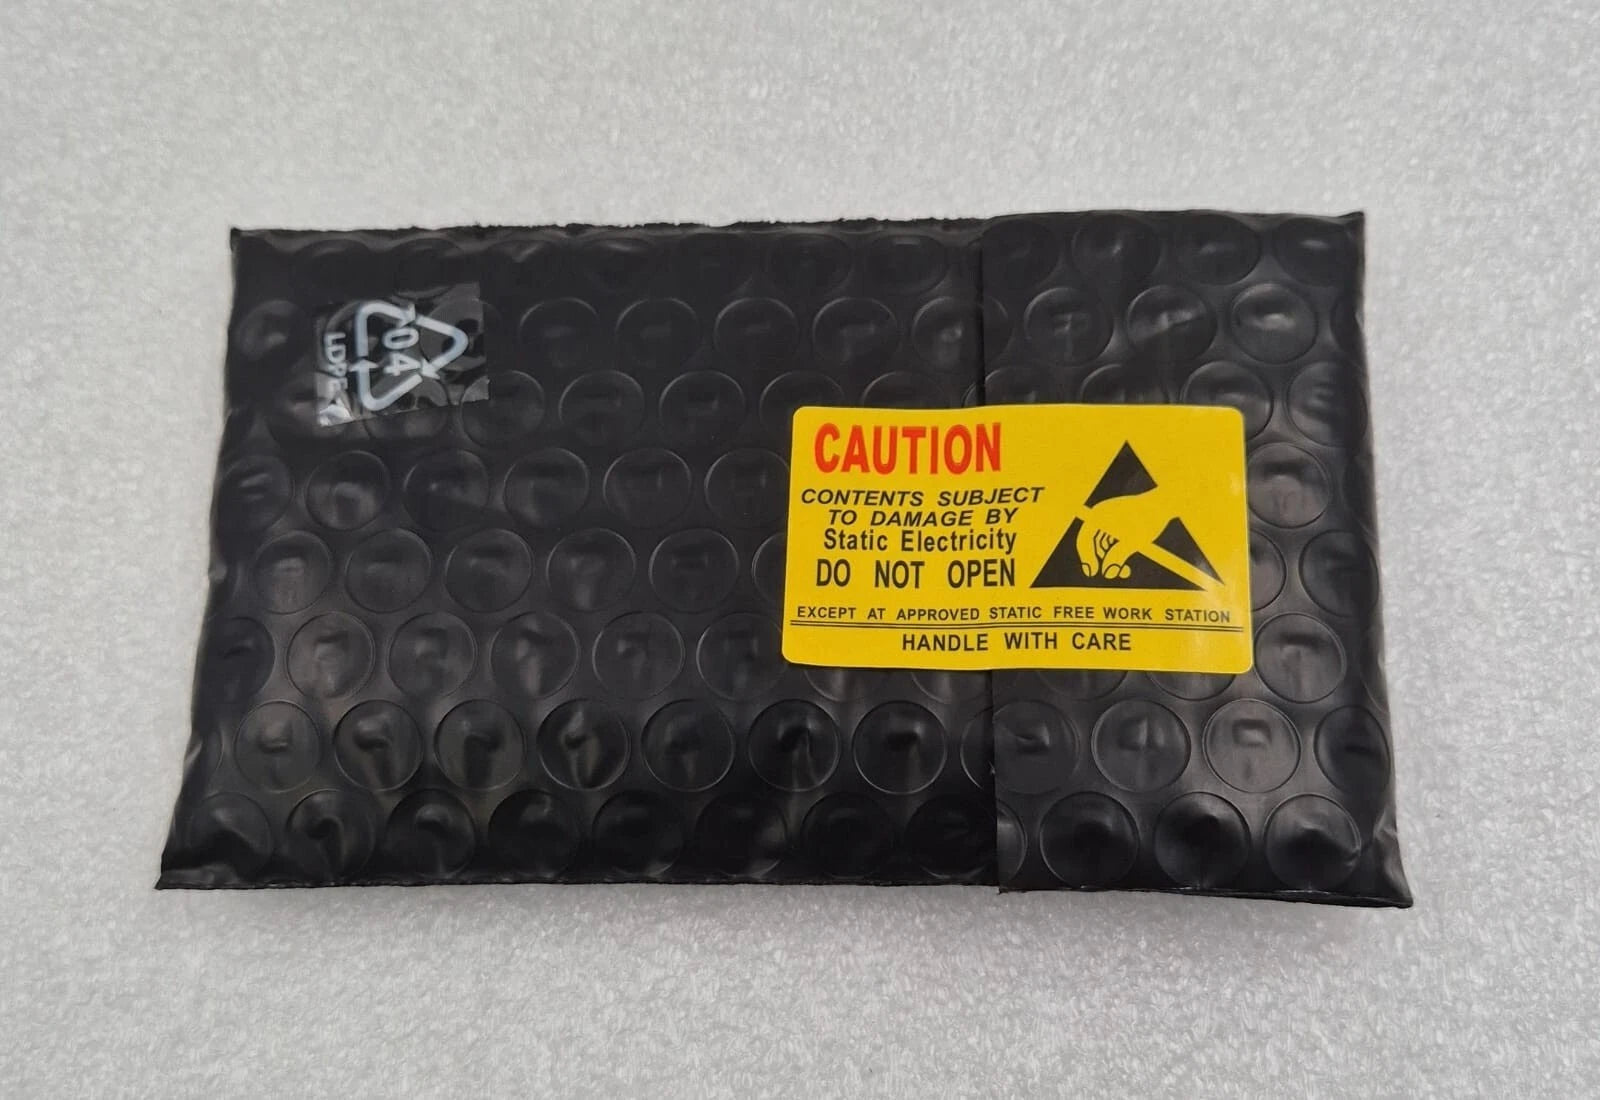 04
LDPE
CAUTION
CONTENTS SUBJECT
TO DAMAGE BY
Static Electricity
DO NOT OPEN
EXCEPT AT APPROVED STATIC FREE WORK STATION
HANDLE WITH CARE